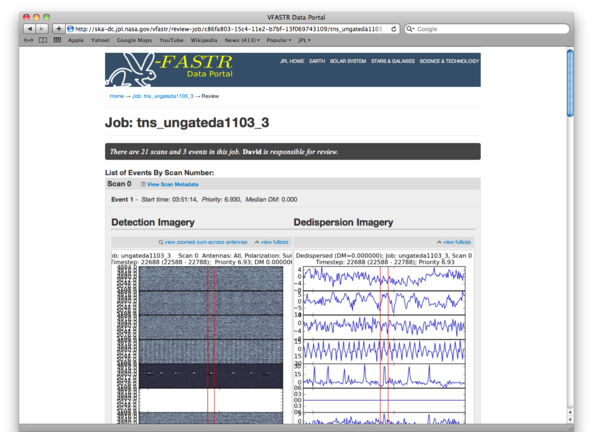 VFASTR Data Portal
http://ska-dc.jpl.nasa.gov/vfastr/review-job/c86fa803-15c4-11e2-b7bf-13f069743109/tns_ungateda1103
Google
Apple Yahoo! Google Maps YouTube Wikipedia News (413) Popular JPL
V-FASTR
Data Portal
JPL HOME EARTH SOLAR SYSTEM STARS & GALAXIES SCIENCE & TECHNOLOGY
Home → Job: tns_ungateda1103_3 → Review
Job: tns_ungateda1103_3
There are 21 scans and 3 events in this job. David is responsible for review.
List of Events By Scan Number:
Scan 0 View Scan Metadata
Event 1 - Start time: 03:51:14, Priority: 6.930, Median DM: 0.000
Detection Imagery Dedispersion Imagery
view zoomed sum across antennas view fullsize view fullsize
ob: ungateda1103_3 Scan 0 Antennas: All, Polarization: Sum
Timestep: 22688 (22588 - 22788); Priority 6.93; DM 0.000000
Dedispersed (DM=0.000000); Job: ungateda1103_3, Scan 0
Timestep: 22688 (22588 - 22788); Priority 6.93